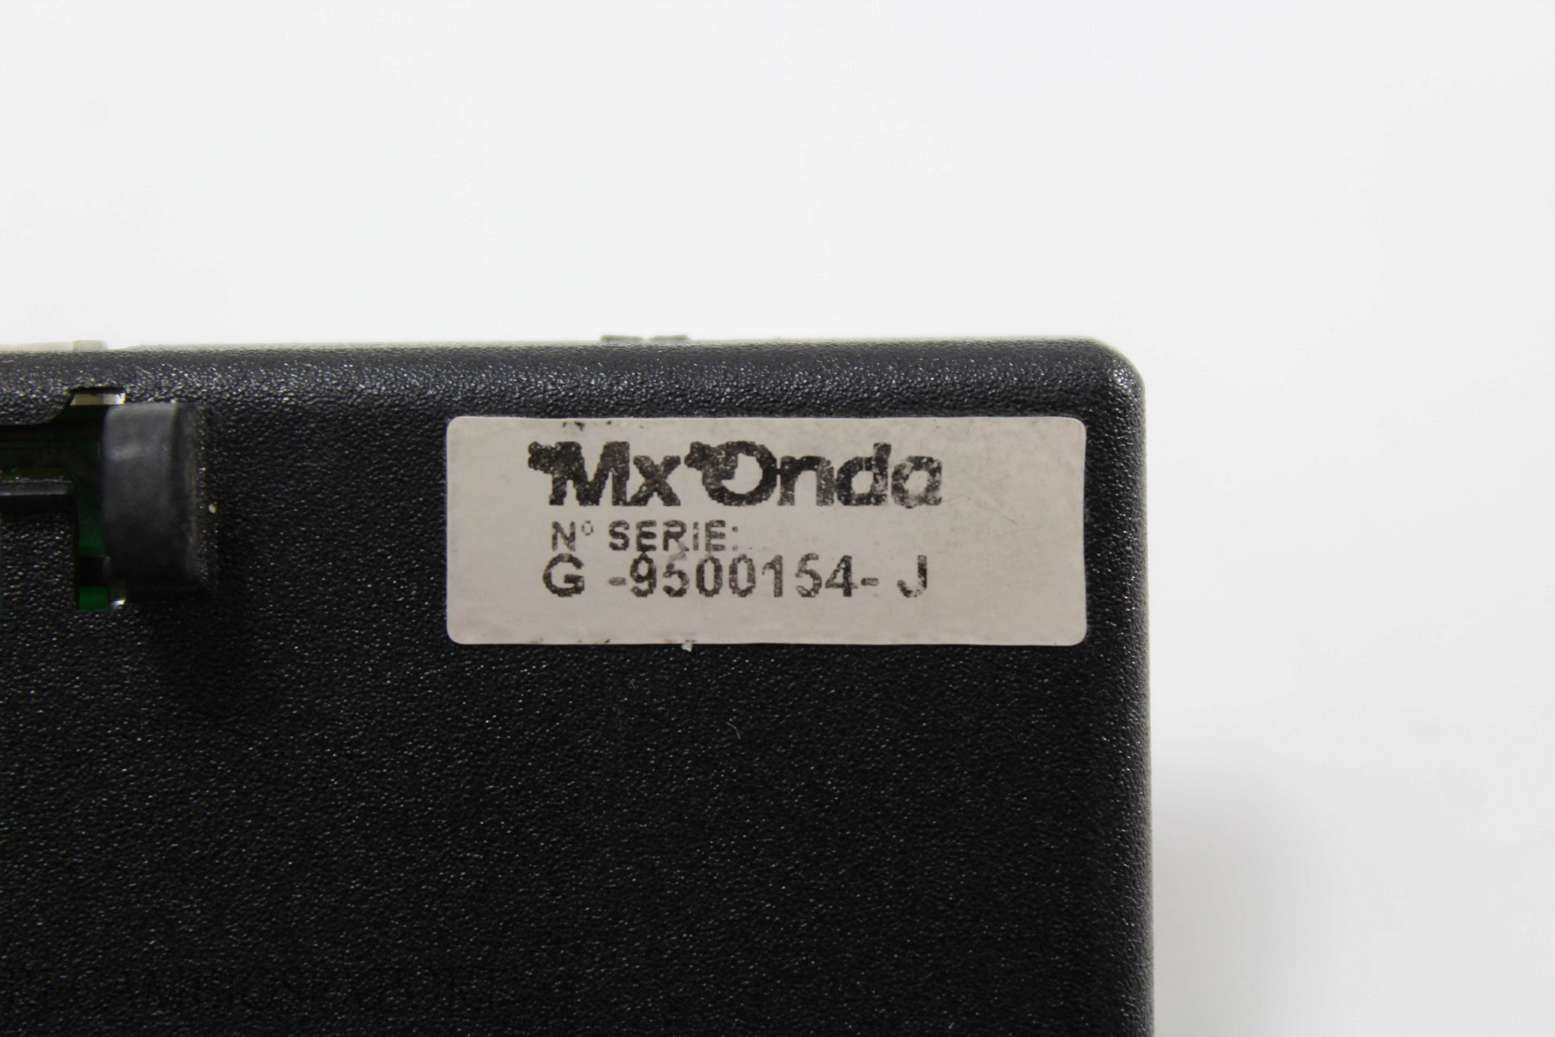 Mx Onda
Nº SERIE:
G -9500154- J